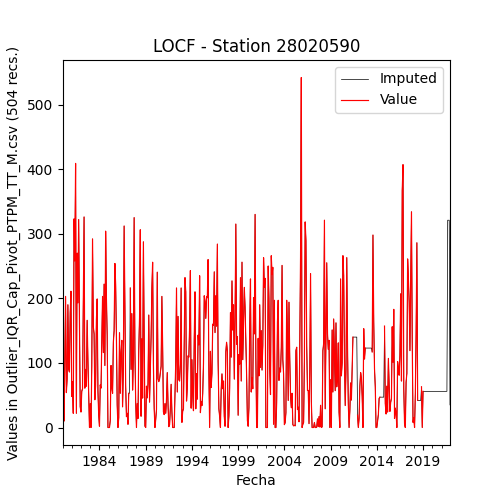 LOCF - Station 28020590
Values in Outlier_IQR_Cap_Pivot_PTPM_TT_M.csv (504 recs.)
500
400
300
200
100
0
Imputed
Value
1984 1989 1994 1999 2004 2009 2014 2019
Fecha